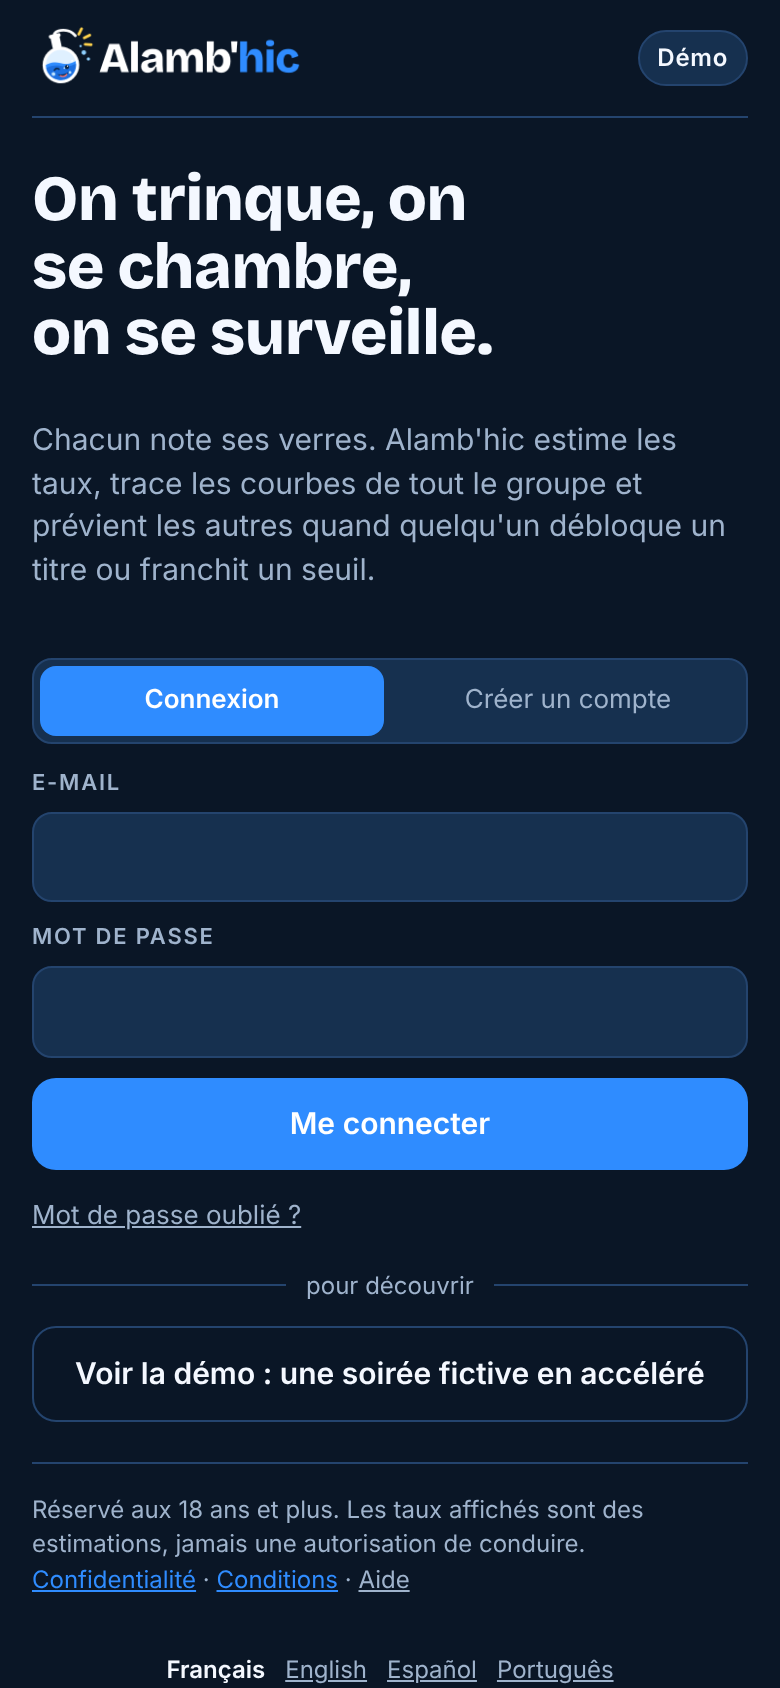 Alamb'hic
Démo
On trinque, on
se chambre,
on se surveille.
Chacun note ses verres. Alamb'hic estime les
taux, trace les courbes de tout le groupe et
prévient les autres quand quelqu'un débloque un
titre ou franchit un seuil.
Connexion
Créer un compte
E-MAIL
MOT DE PASSE
Me connecter
Mot de passe oublié ?
pour découvrir
Voir la démo : une soirée fictive en accéléré
Réservé aux 18 ans et plus. Les taux affichés sont des
estimations, jamais une autorisation de conduire.
Confidentialité · Conditions · Aide
Français English Español Português